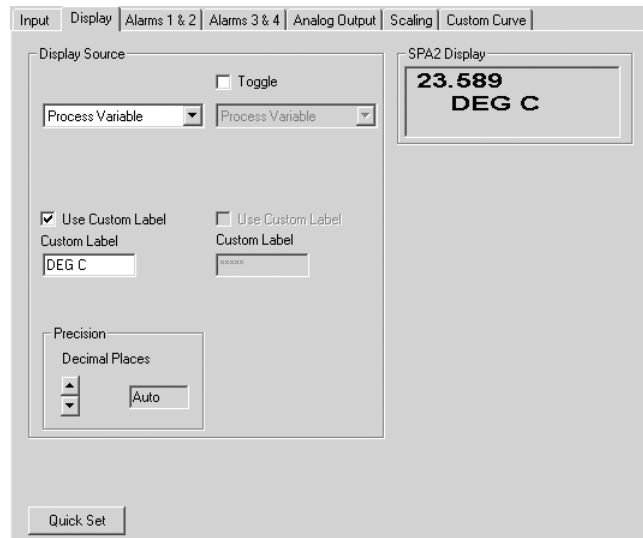 Input Display Alarms 1 & 2 Alarms 3 & 4 Analog Output Scaling Custom Curve
Display Source
Toggle
Process Variable Process Variable
Use Custom Label Use Custom Label
Custom Label Custom Label
DEG C *****
Precision
Decimal Places
Auto
SPA2 Display
23.589
DEG C
Quick Set